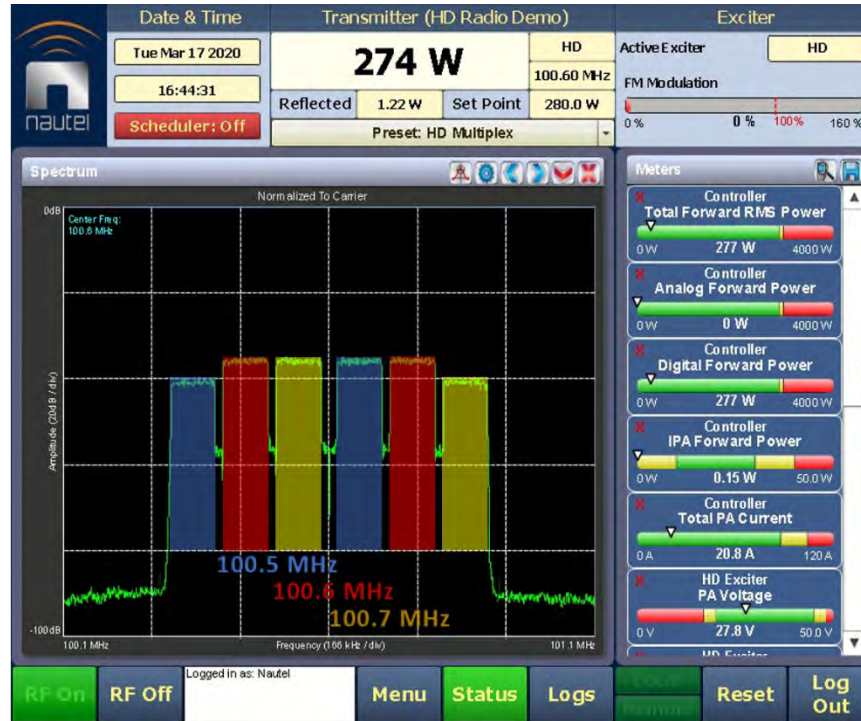 Date & Time
Tue Mar 17 2020
16:44:31
Scheduler: Off
nautel
Transmitter (HD Radio Demo)
274 W
HD
100.60 MHz
Reflected
1.22 W
Set Point
280.0 W
Preset: HD Multiplex
Exciter
Active Exciter
HD
FM Modulation
0 %
0 %
100%
160 %
Spectrum
Normalized To Carrier
0dB
Center Freq:
100.6 MHz
Amplitude (20dB / div)
100.5 MHz
100.6 MHz
100.7 MHz
-100dB
100.1 MHz
Frequency (166 kHz / div)
101.1 MHz
Meters
Controller
Total Forward RMS Power
0 W
277 W
4000 W
Controller
Analog Forward Power
0 W
0 W
4000 W
Controller
Digital Forward Power
0 W
277 W
4000 W
Controller
IPA Forward Power
0 W
0.15 W
50.0 W
Controller
Total PA Current
0 A
20.8 A
120 A
HD Exciter
PA Voltage
0 V
27.8 V
50.0 V
HD Exciter
RF On
RF Off
Logged in as: Nautel
Menu
Status
Logs
Local
Remote
Reset
Log
Out